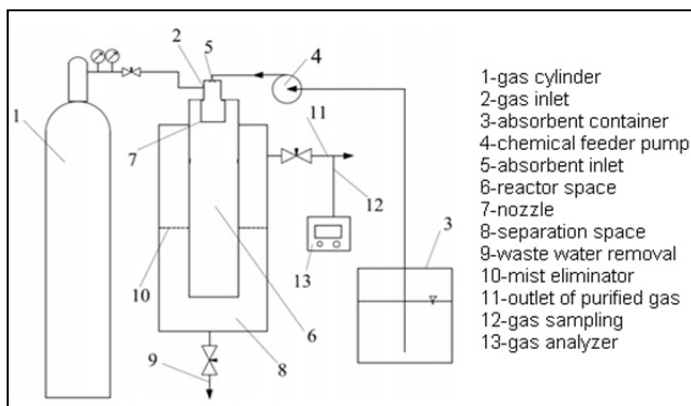 2
5
4
1
7
11
12
3
13
10
6
8
9
1-gas cylinder
2-gas inlet
3-absorbent container
4-chemical feeder pump
5-absorbent inlet
6-reactor space
7-nozzle
8-separation space
9-waste water removal
10-mist eliminator
11-outlet of purified gas
12-gas sampling
13-gas analyzer